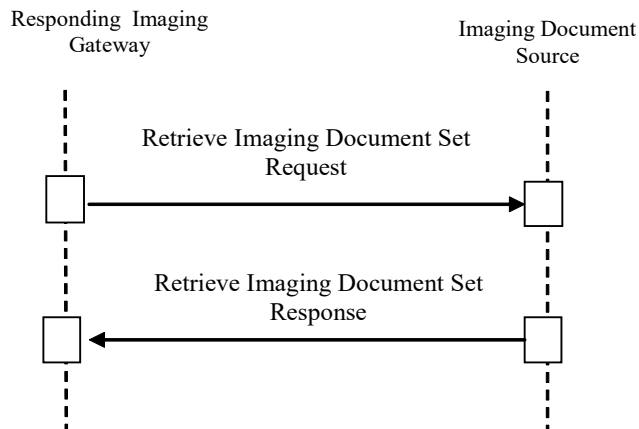 Responding Imaging
Gateway
Imaging Document
Source
Retrieve Imaging Document Set
Request
Retrieve Imaging Document Set
Response